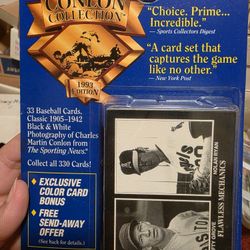 CONLON
COLLECTION
1993
EDITION
"Choice. Prime...
Incredible."
— Sports Collectors Digest
"A card set that
captures the game
like no other."
— New York Post
33 Baseball Cards.
Classic 1905–1942
Black & White
Photography of Charles
Martin Conlon from
The Sporting News!
Collect all 330 Cards!
EXCLUSIVE
COLOR CARD
BONUS
FREE
SEND-AWAY
OFFER
(See back for details.)
NOLAN RYAN
LEFTY GROVE
FLAWLESS MECHANICS